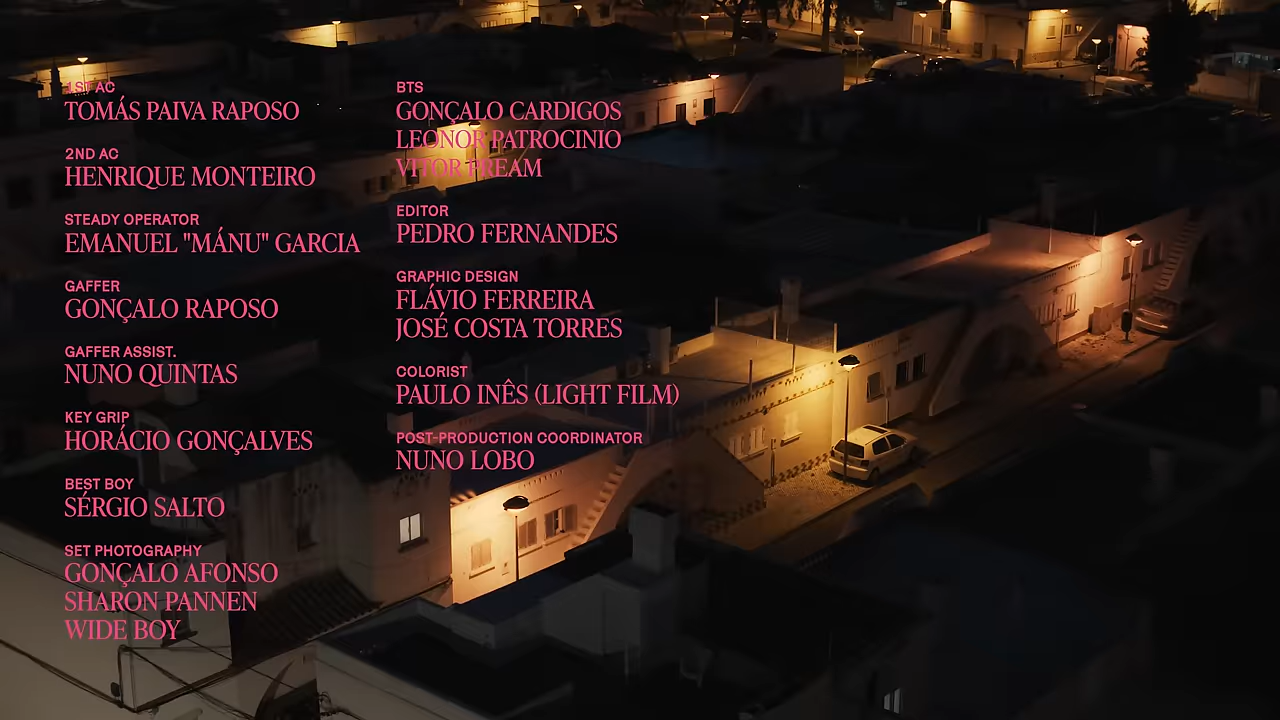 1ST AC
TOMÁS PAIVA RAPOSO
2ND AC
HENRIQUE MONTEIRO
STEADY OPERATOR
EMANUEL "MÁNU" GARCIA
GAFFER
GONÇALO RAPOSO
GAFFER ASSIST.
NUNO QUINTAS
KEY GRIP
HORÁCIO GONÇALVES
BEST BOY
SÉRGIO SALTO
SET PHOTOGRAPHY
GONÇALO AFONSO
SHARON PANNEN
WIDE BOY
BTS
GONÇALO CARDIGOS
LEONOR PATROCINIO
VITOR PREAM
EDITOR
PEDRO FERNANDES
GRAPHIC DESIGN
FLÁVIO FERREIRA
JOSÉ COSTA TORRES
COLORIST
PAULO INÊS (LIGHT FILM)
POST-PRODUCTION COORDINATOR
NUNO LOBO